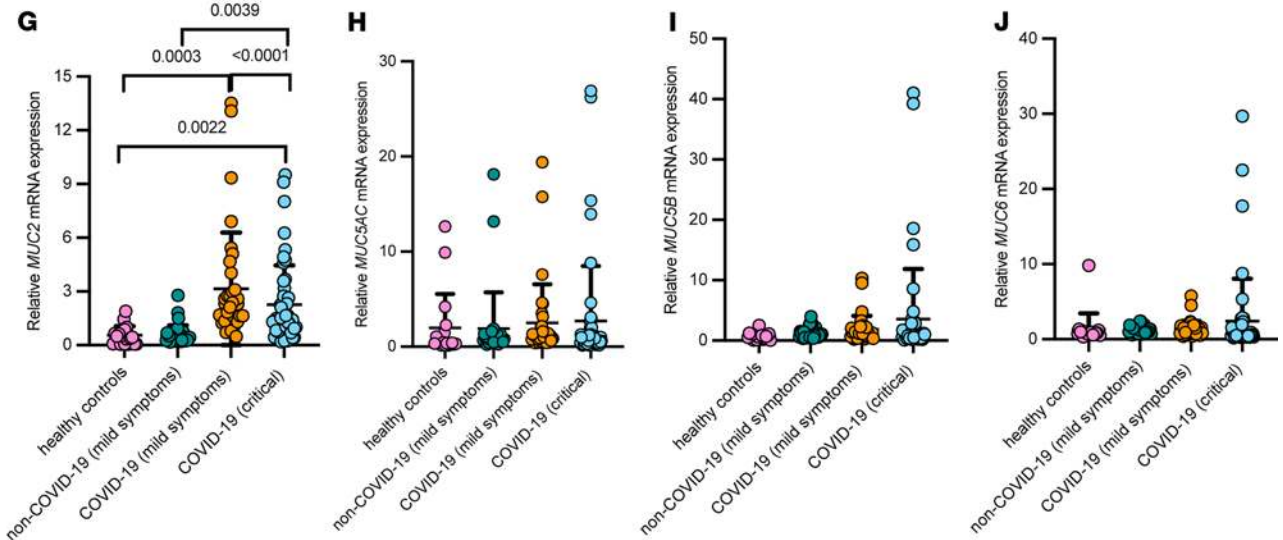 G
0.0039
0.0003
<0.0001
0.0022
Relative MUC2 mRNA expression
15
12
9
6
3
0
healthy controls
non-COVID-19 (mild symptoms)
COVID-19 (mild symptoms)
COVID-19 (critical)
H
Relative MUC5AC mRNA expression
30
20
10
0
healthy controls
non-COVID-19 (mild symptoms)
COVID-19 (mild symptoms)
COVID-19 (critical)
I
Relative MUC5B mRNA expression
50
40
30
20
10
0
healthy controls
non-COVID-19 (mild symptoms)
COVID-19 (mild symptoms)
COVID-19 (critical)
J
Relative MUC6 mRNA expression
40
30
20
10
0
healthy controls
non-COVID-19 (mild symptoms)
COVID-19 (mild symptoms)
COVID-19 (critical)